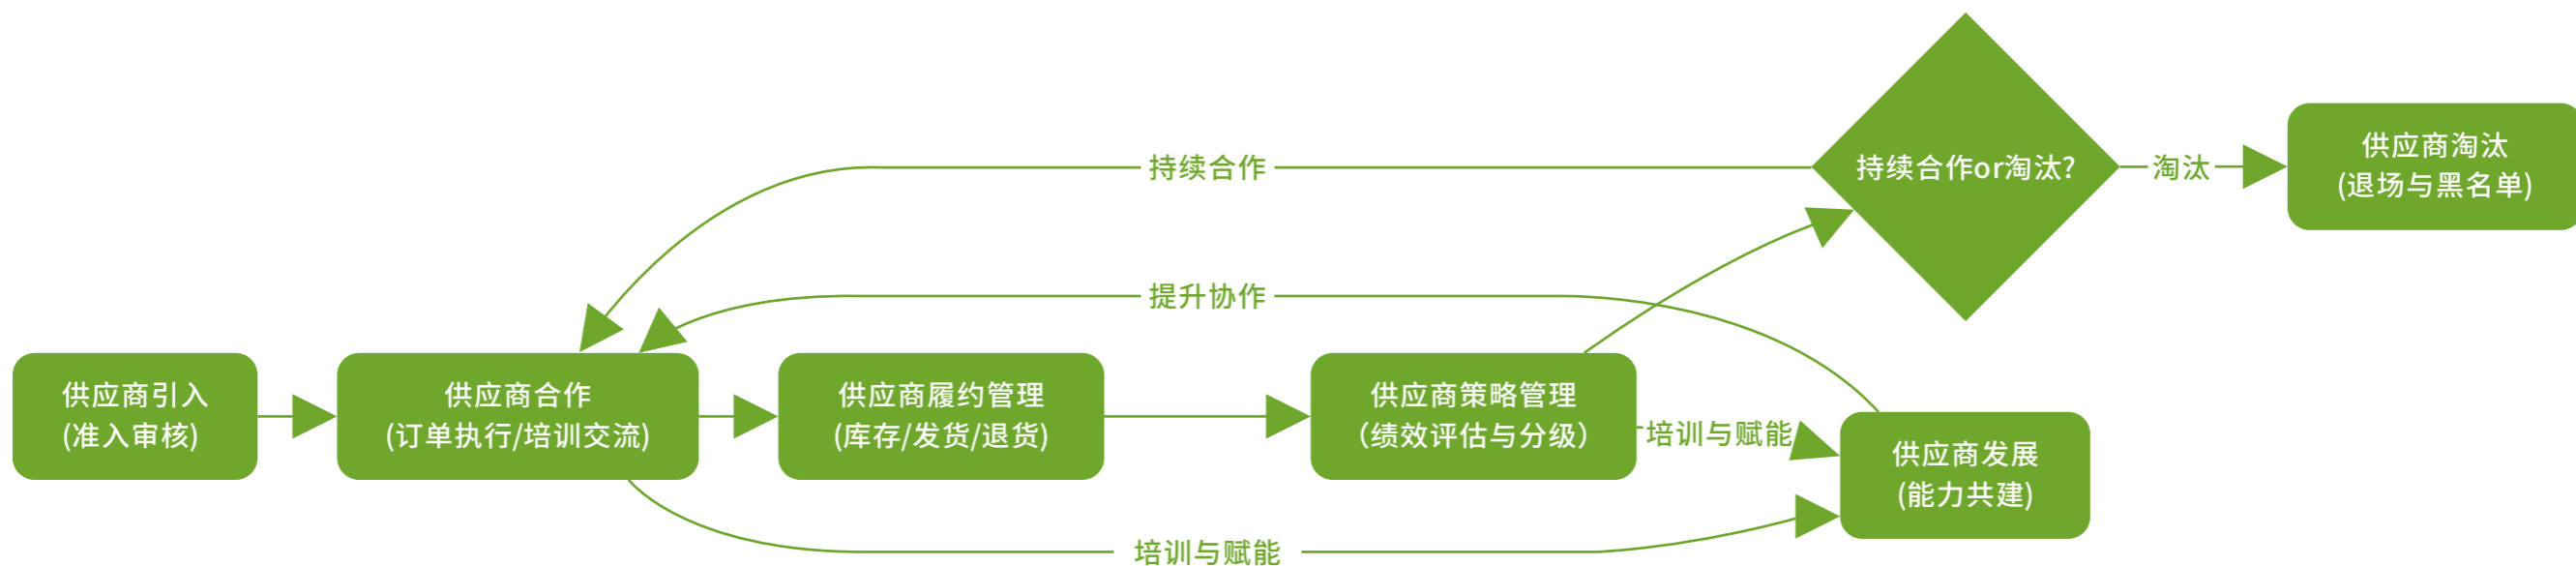 持续合作or淘汰?
淘汰
供应商淘汰
(退场与黑名单)
持续合作
提升协作
供应商引入
(准入审核)
供应商合作
(订单执行/培训交流)
供应商履约管理
(库存/发货/退货)
供应商策略管理
（绩效评估与分级）
培训与赋能
供应商发展
(能力共建)
培训与赋能